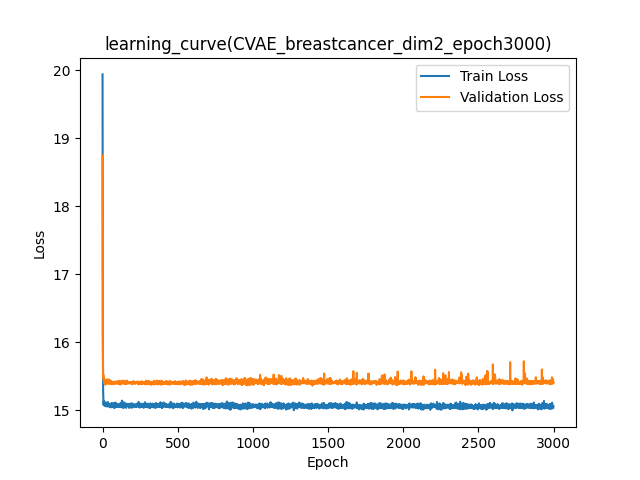 learning_curve(CVAE_breastcancer_dim2_epoch3000)
Train Loss
Validation Loss
20
19
18
17
16
15
Loss
0 500 1000 1500 2000 2500 3000
Epoch